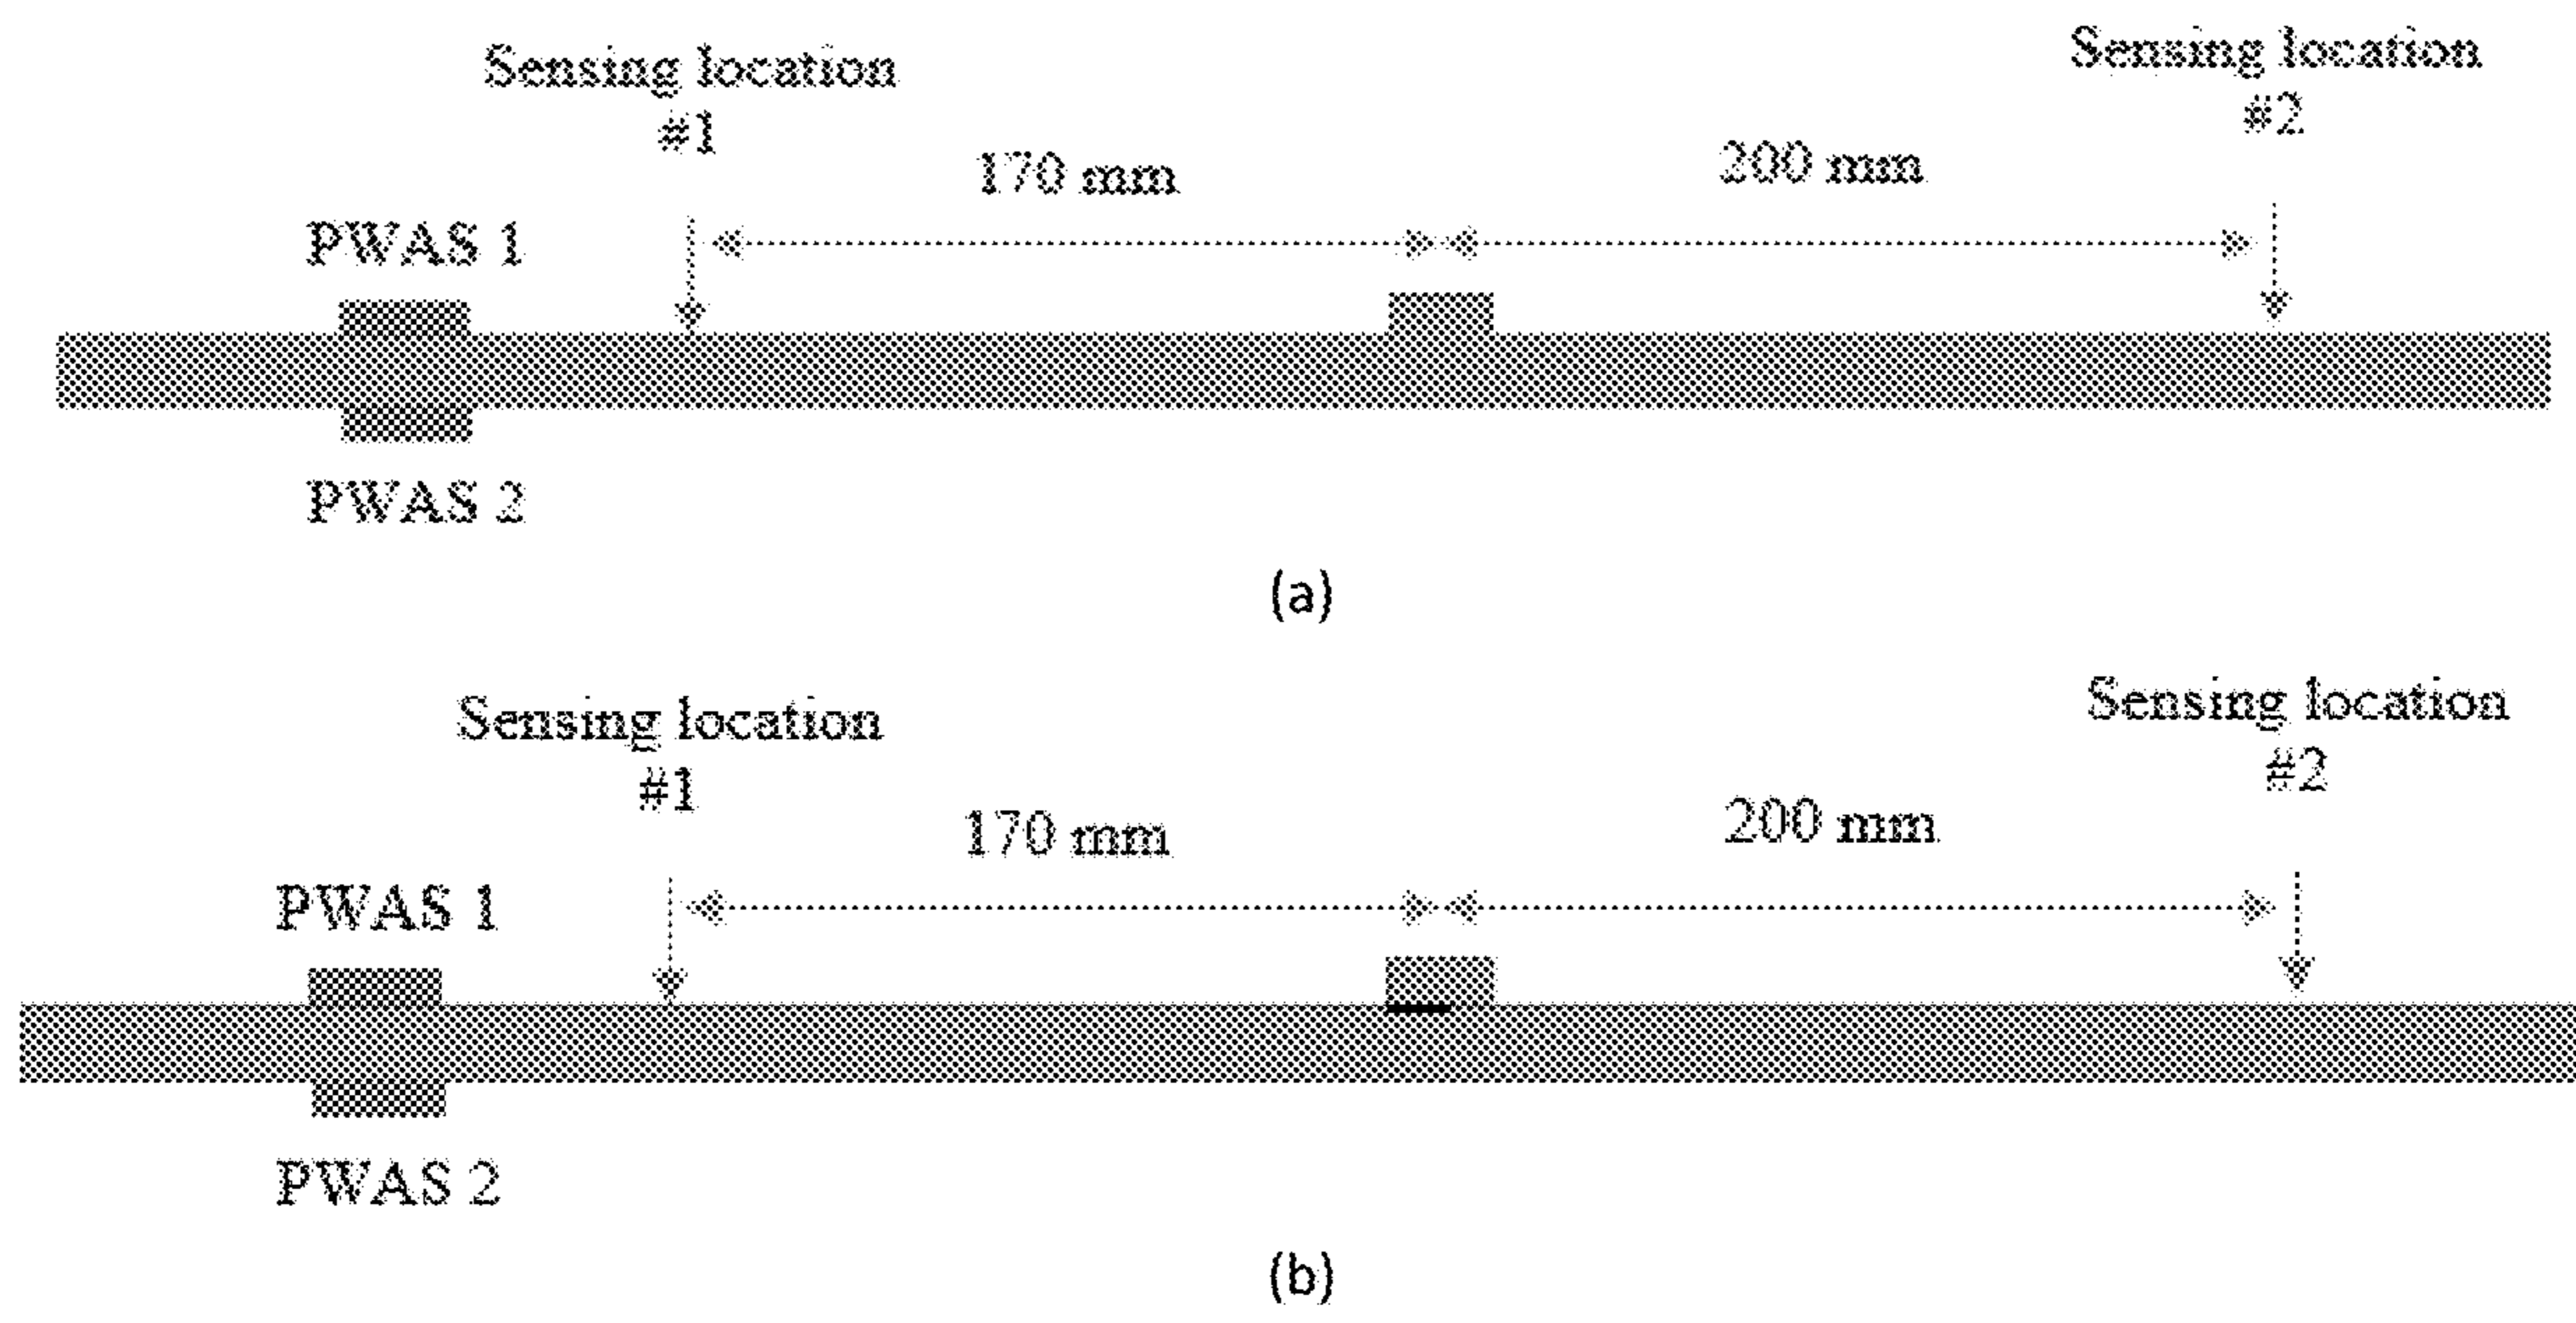 Sensing location
#1
Sensing location
#2
170 mm
200 mm
PWAS 1
PWAS 2
(a)
Sensing location
#1
Sensing location
#2
170 mm
200 mm
PWAS 1
PWAS 2
(b)